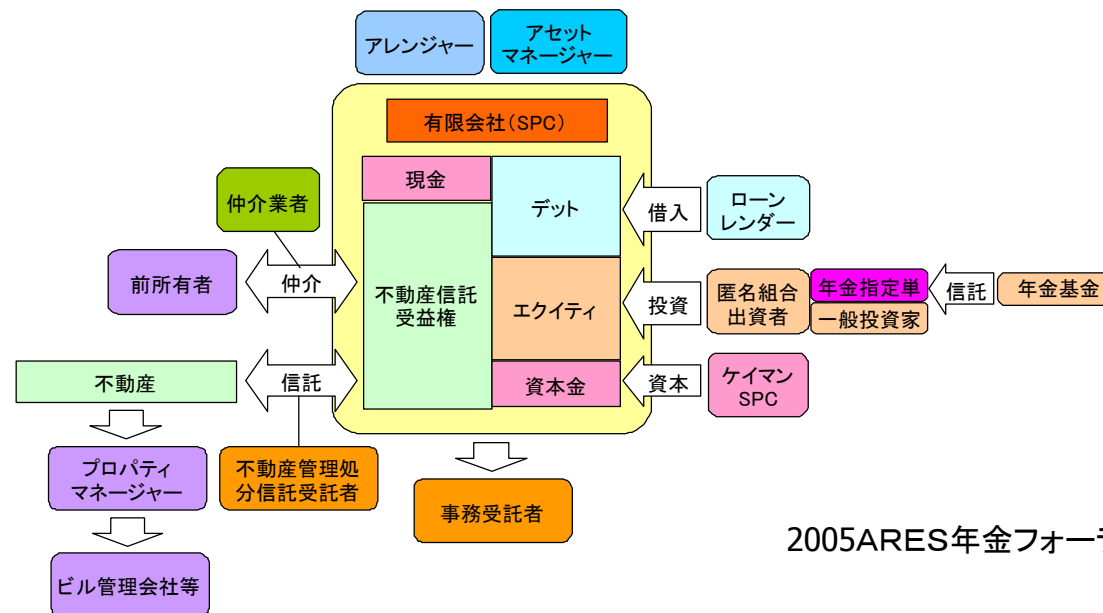 アレンジャー
アセット
マネージャー
有限会社(SPC)
現金
デット
仲介業者
借入
ローン
レンダー
前所有者
仲介
不動産信託
受益権
エクイティ
投資
匿名組合
出資者
年金指定単
一般投資家
信託
年金基金
不動産
信託
資本金
資本
ケイマン
SPC
プロパティ
マネージャー
不動産管理処
分信託受託者
事務受託者
ビル管理会社等
2005ARES年金フォー